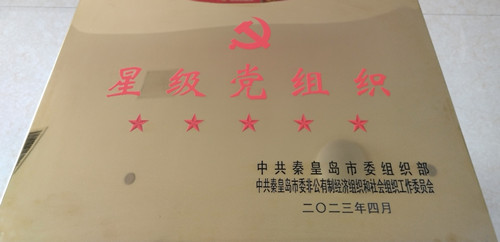 星级党组织
中共秦皇岛市委组织部
中共秦皇岛市委非公有制经济组织和社会组织工作委员会
二〇二三年四月